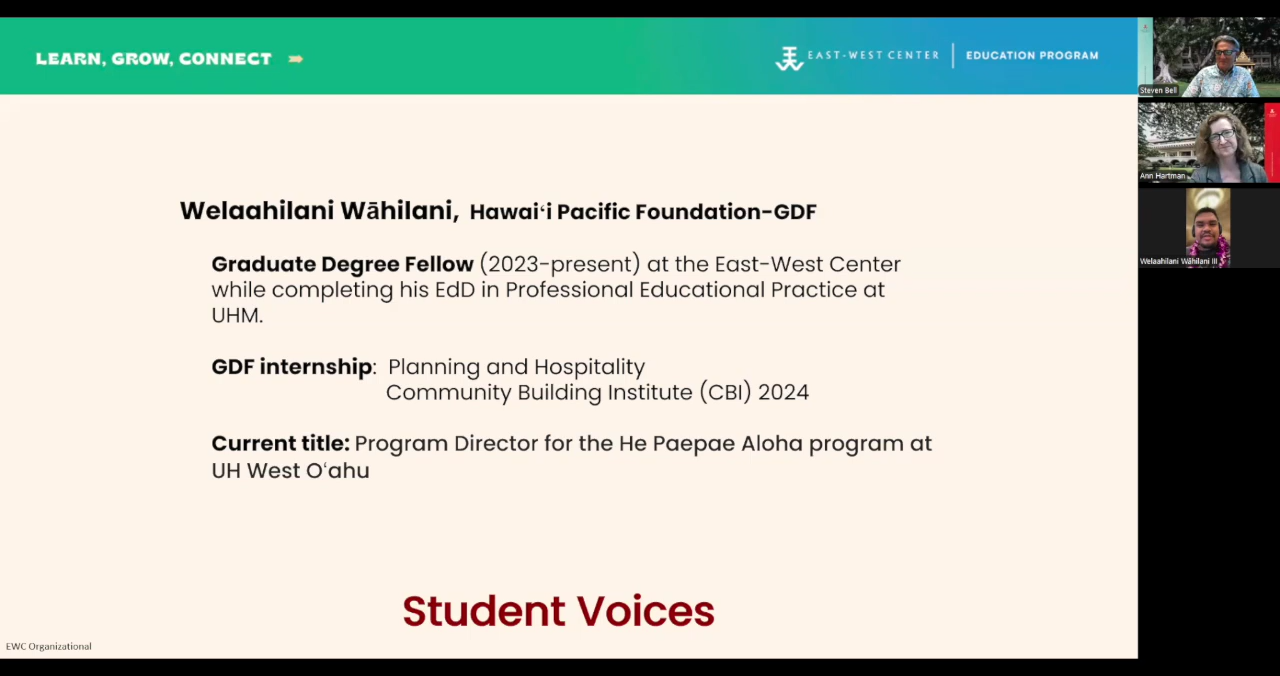 LEARN, GROW, CONNECT
EAST-WEST CENTER
EDUCATION PROGRAM
Welaahilani Wāhilani, Hawaiʻi Pacific Foundation-GDF
Graduate Degree Fellow (2023-present) at the East-West Center
while completing his EdD in Professional Educational Practice at
UHM.
GDF internship: Planning and Hospitality
Community Building Institute (CBI) 2024
Current title: Program Director for the He Paepae Aloha program at
UH West Oʻahu
Student Voices
EWC Organizational
Steven Bell
Ann Hartman
Welaahilani Wāhilani III